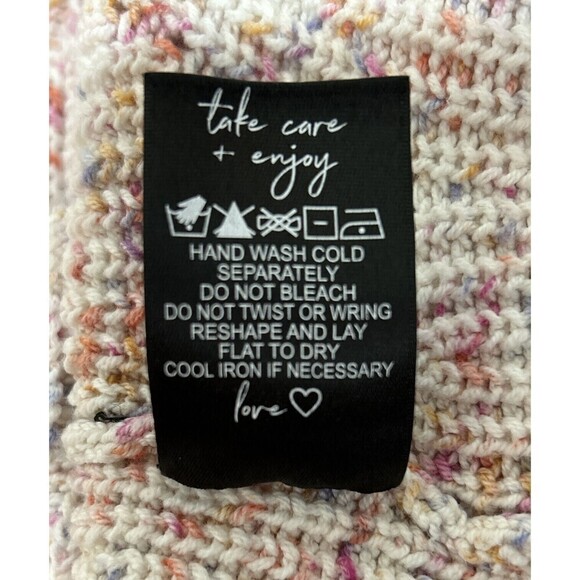 take care
+ enjoy
HAND WASH COLD
SEPARATELY
DO NOT BLEACH
DO NOT TWIST OR WRING
RESHAPE AND LAY
FLAT TO DRY
COOL IRON IF NECESSARY
love ♡